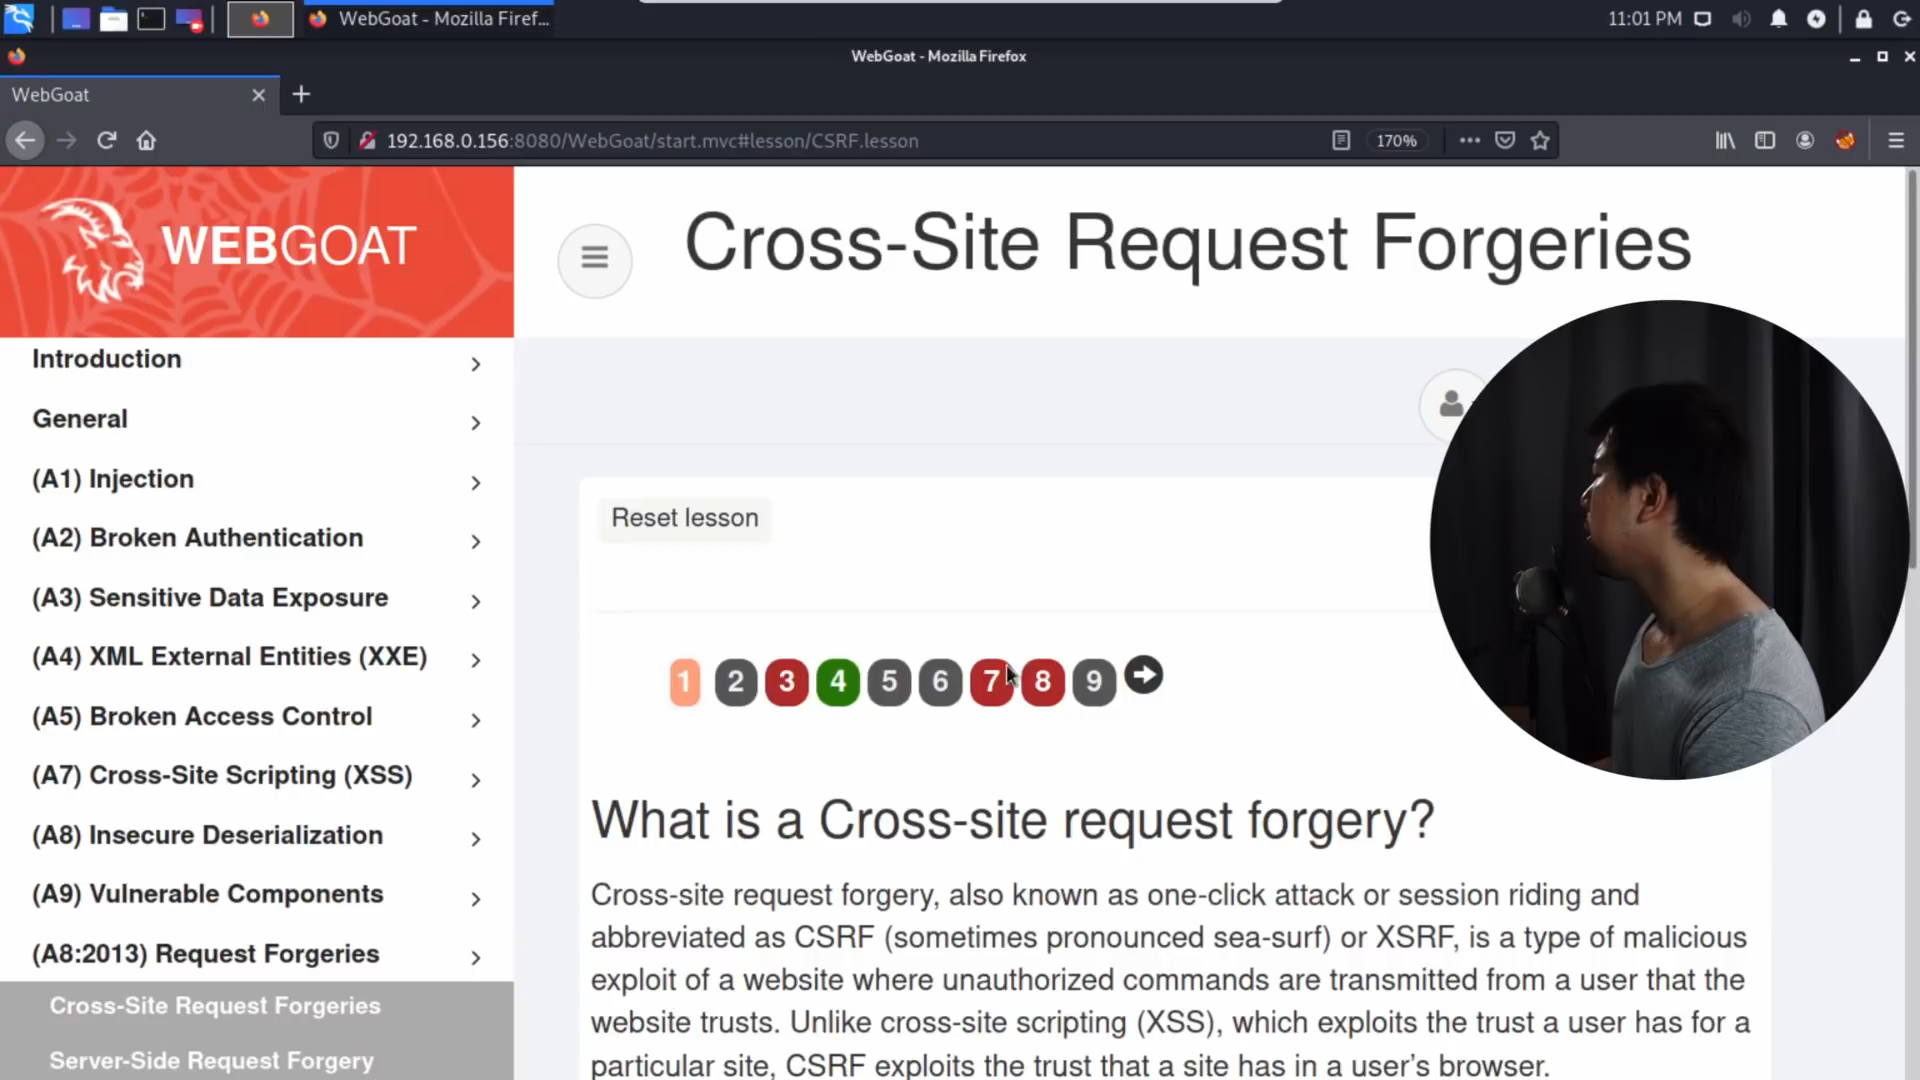 WebGoat - Mozilla Firef...
11:01 PM
WebGoat - Mozilla Firefox
WebGoat
192.168.0.156:8080/WebGoat/start.mvc#lesson/CSRF.lesson
170%
WEBGOAT
Cross-Site Request Forgeries
Introduction
General
(A1) Injection
(A2) Broken Authentication
(A3) Sensitive Data Exposure
(A4) XML External Entities (XXE)
(A5) Broken Access Control
(A7) Cross-Site Scripting (XSS)
(A8) Insecure Deserialization
(A9) Vulnerable Components
(A8:2013) Request Forgeries
Cross-Site Request Forgeries
Server-Side Request Forgery
Reset lesson
1 2 3 4 5 6 7 8 9
What is a Cross-site request forgery?
Cross-site request forgery, also known as one-click attack or session riding and
abbreviated as CSRF (sometimes pronounced sea-surf) or XSRF, is a type of malicious
exploit of a website where unauthorized commands are transmitted from a user that the
website trusts. Unlike cross-site scripting (XSS), which exploits the trust a user has for a
particular site, CSRF exploits the trust that a site has in a user's browser.